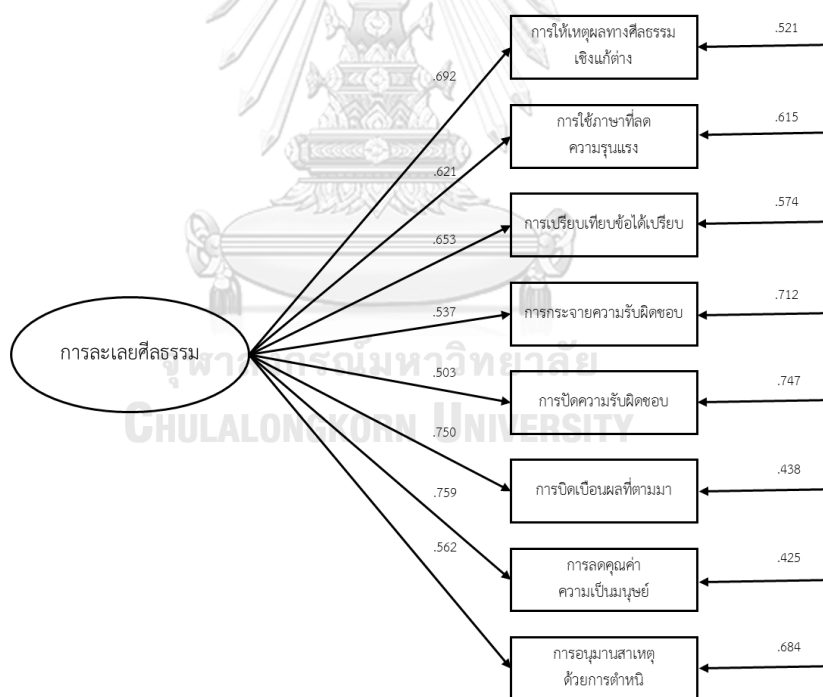 การให้เหตุผลทางศีลธรรม
เชิงแก้ต่าง
.521
.692
การใช้ภาษาที่ลด
ความรุนแรง
.615
.621
การเปรียบเทียบข้อได้เปรียบ
.574
.653
การกระจายความรับผิดชอบ
.712
.537
การละเลยศีลธรรม
จุฬาลงกรณ์มหาวิทยาลัย
.503
การปัดความรับผิดชอบ
.747
CHULALONGKORN UNIVERSITY
.750
การบิดเบือนผลที่ตามมา
.438
.759
การลดคุณค่า
ความเป็นมนุษย์
.425
.562
การอนุมานสาเหตุ
ด้วยการตำหนิ
.684